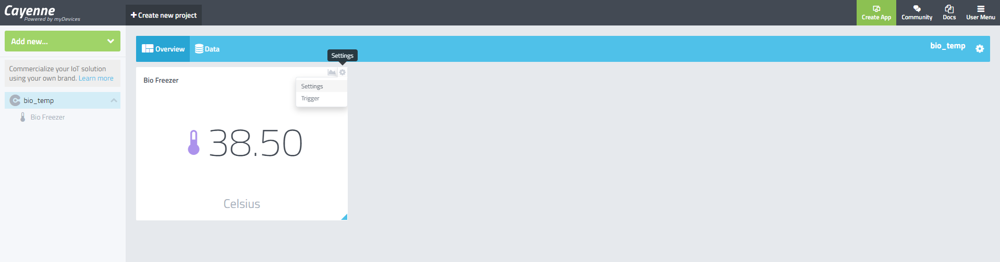 Cayenne
Powered by myDevices
Create new project
Create App
Community
Docs
User Menu
Add new...
Commercialize your IoT solution
using your own brand. Learn more
bio_temp
Bio Freezer
Overview
Data
bio_temp
Settings
Bio Freezer
Settings
Trigger
38.50
Celsius